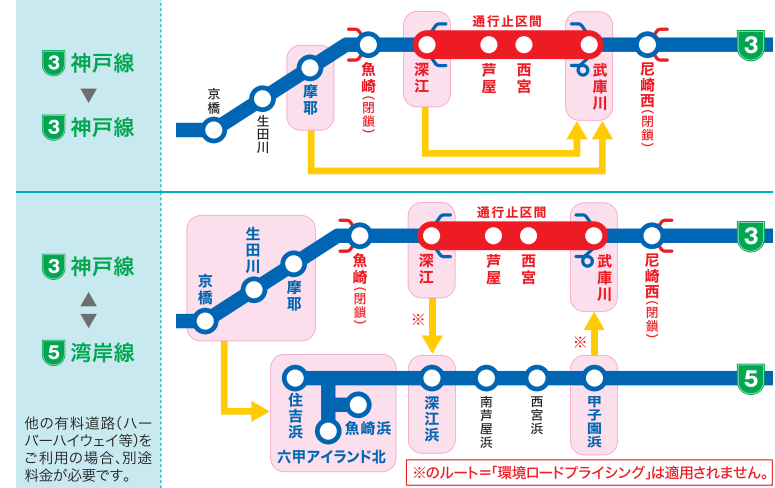 3 神戸線
3 神戸線
通行止区間
3
京橋
生田川
摩耶
魚崎(閉鎖)
深江
芦屋
西宮
武庫川
尼崎西(閉鎖)
3 神戸線
5 湾岸線
他の有料道路(ハー
バーハイウェイ等)を
ご利用の場合、別途
料金が必要です。
通行止区間
3
京橋
生田川
摩耶
魚崎(閉鎖)
深江
芦屋
西宮
武庫川
尼崎西(閉鎖)
※
※
5
住吉浜
魚崎浜
六甲アイランド北
深江浜
南芦屋浜
西宮浜
甲子園浜
※のルート=「環境ロードプライシング」は適用されません。